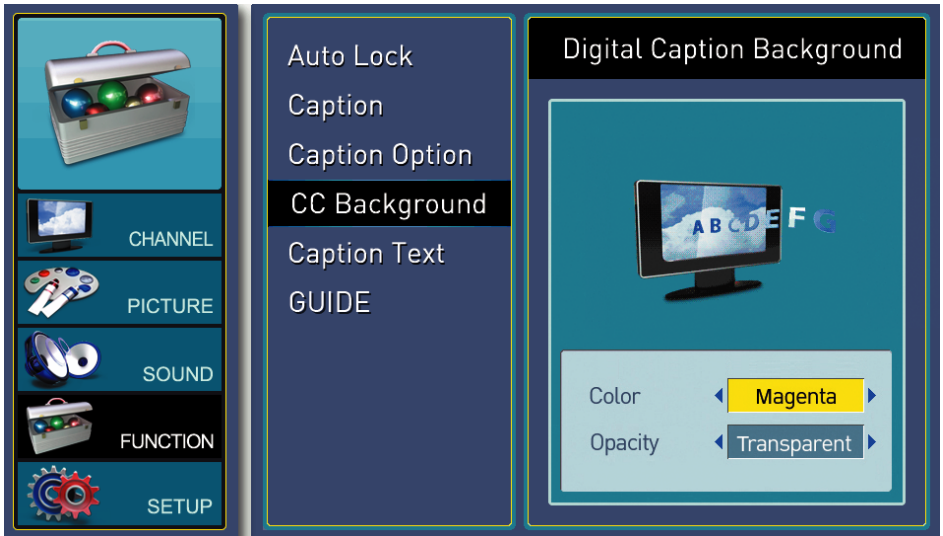 CHANNEL
PICTURE
SOUND
FUNCTION
SETUP
Auto Lock
Caption
Caption Option
CC Background
Caption Text
GUIDE
Digital Caption Background
ABCDEFG
Color Magenta
Opacity Transparent